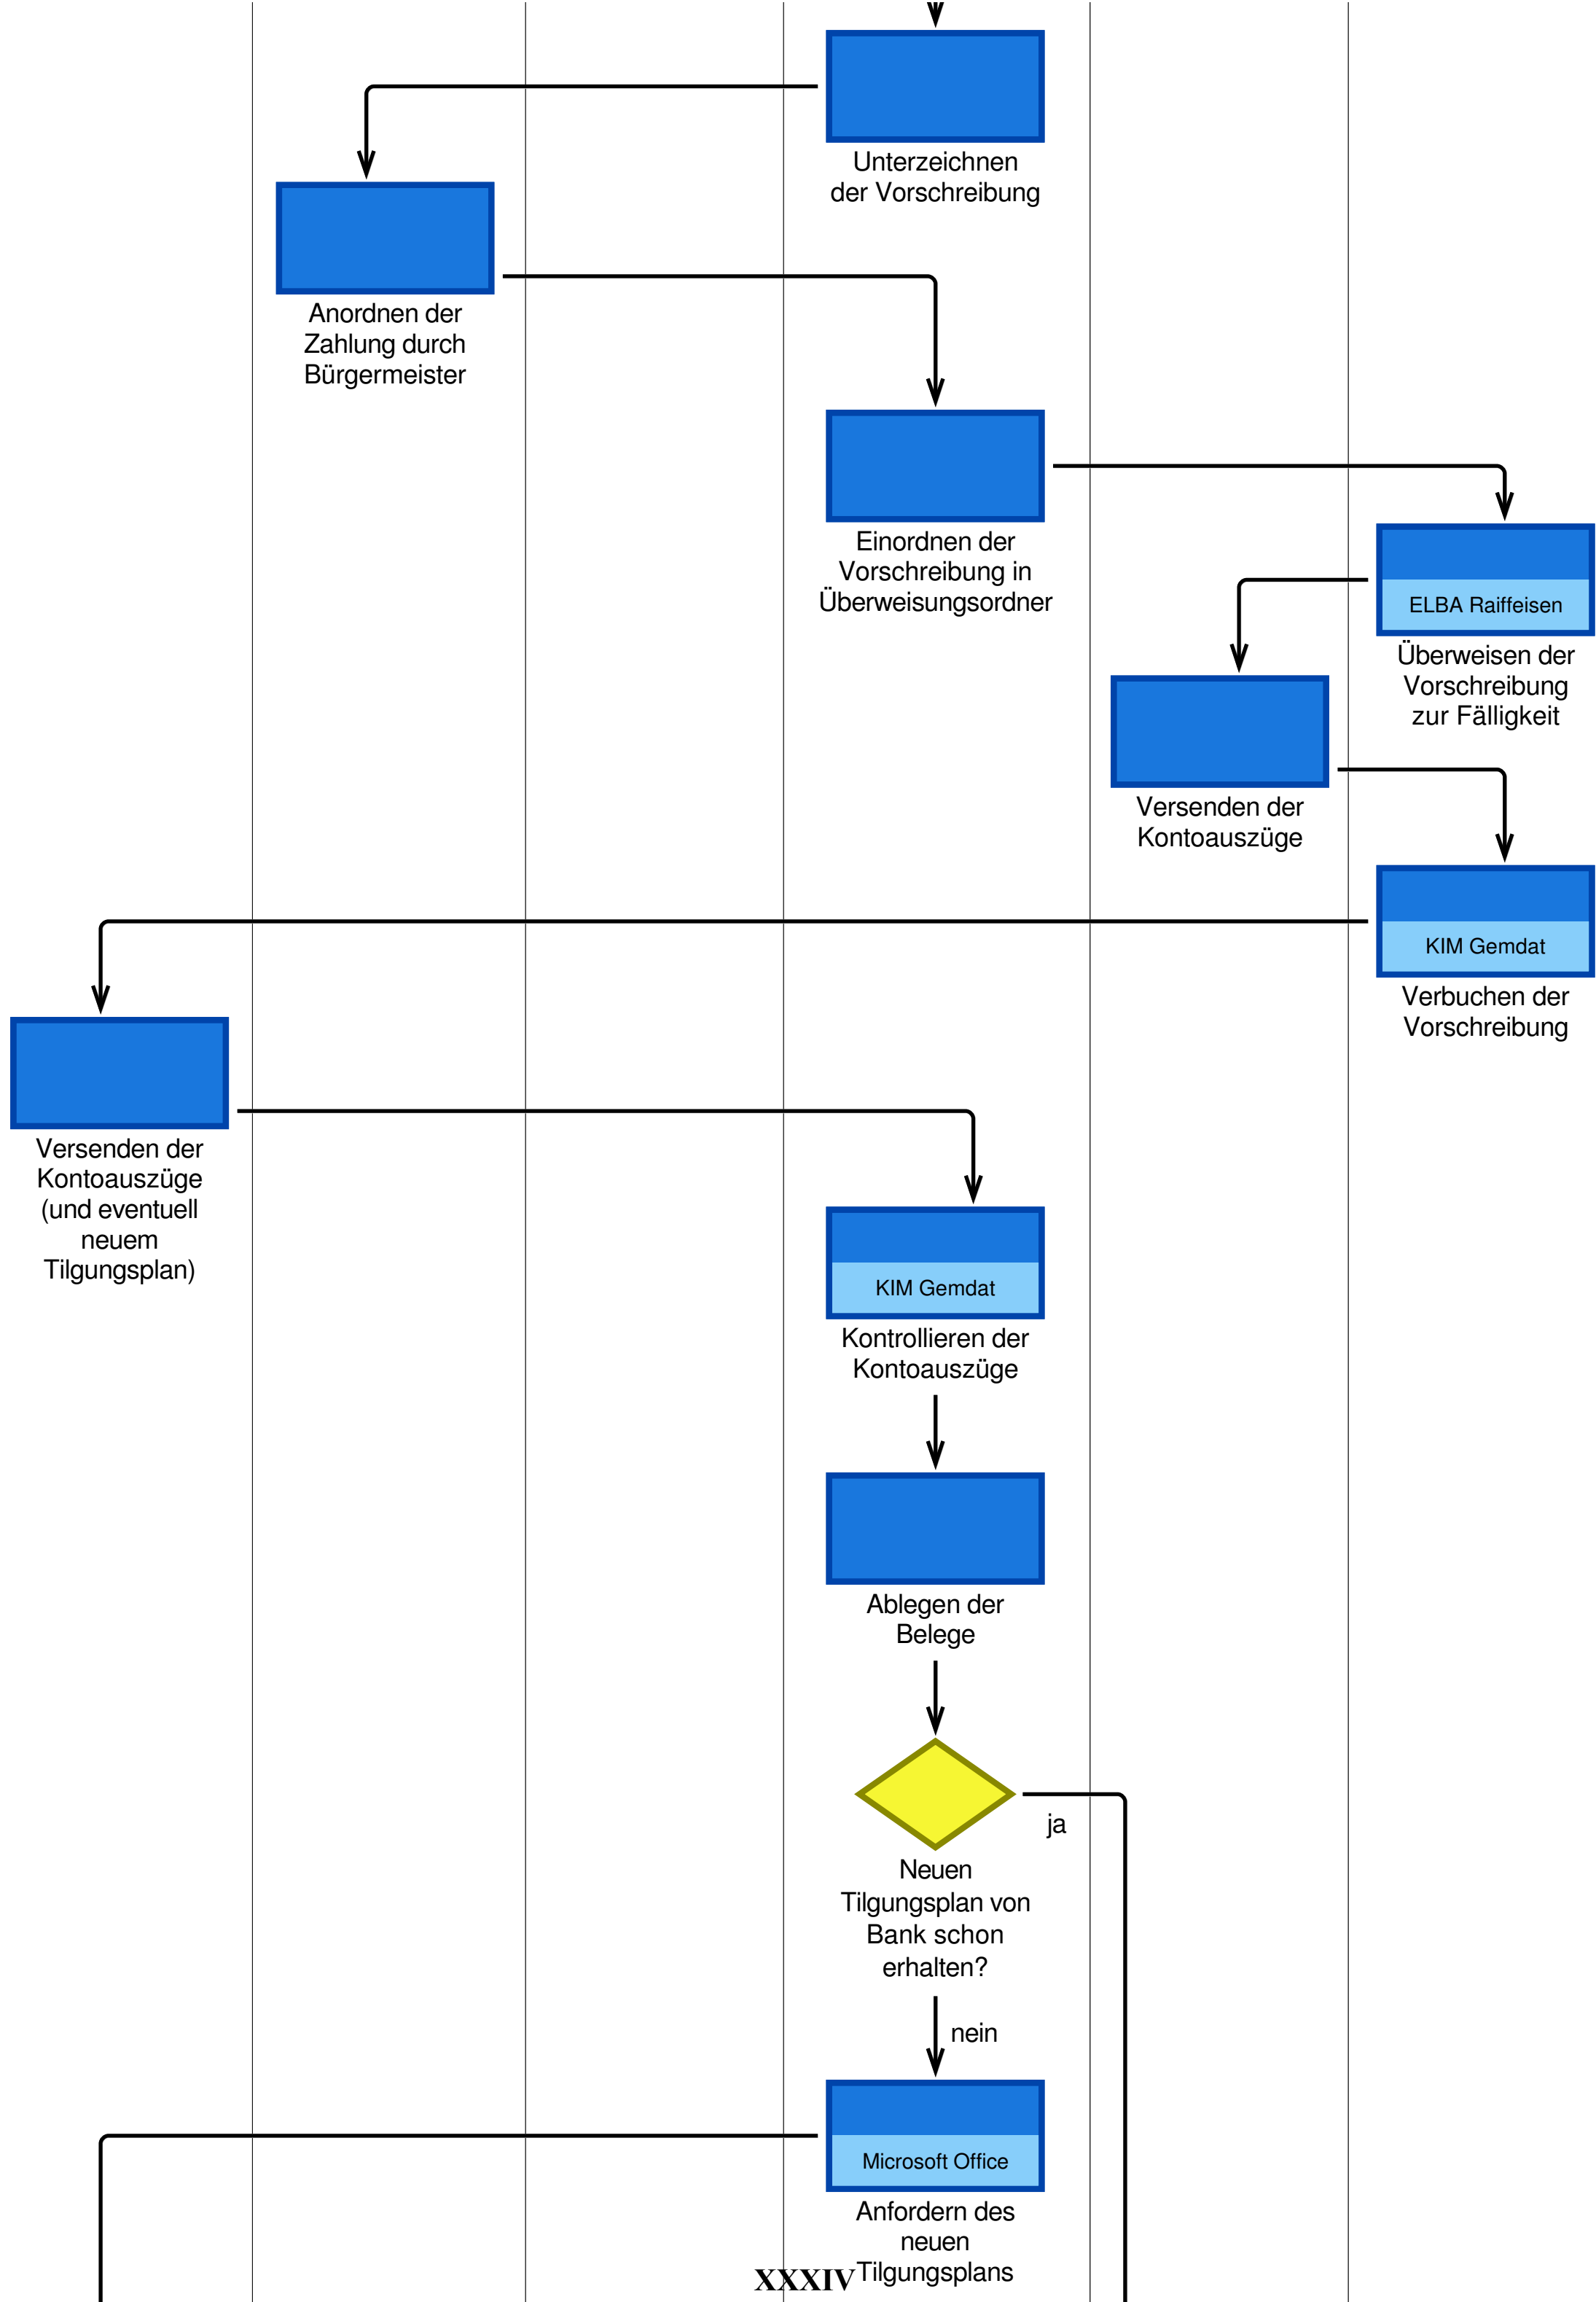 Unterzeichnen
der Vorschreibung
Anordnen der
Zahlung durch
Bürgermeister
Einordnen der
Vorschreibung in
Überweisungsordner
ELBA Raiffeisen
Überweisen der
Vorschreibung
zur Fälligkeit
Versenden der
Kontoauszüge
KIM Gemdat
Verbuchen der
Vorschreibung
Versenden der
Kontoauszüge
(und eventuell
neuem
Tilgungsplan)
KIM Gemdat
Kontrollieren der
Kontoauszüge
Ablegen der
Belege
ja
Neuen
Tilgungsplan von
Bank schon
erhalten?
nein
Microsoft Office
Anfordern des
neuen
Tilgungsplans
XXXIV